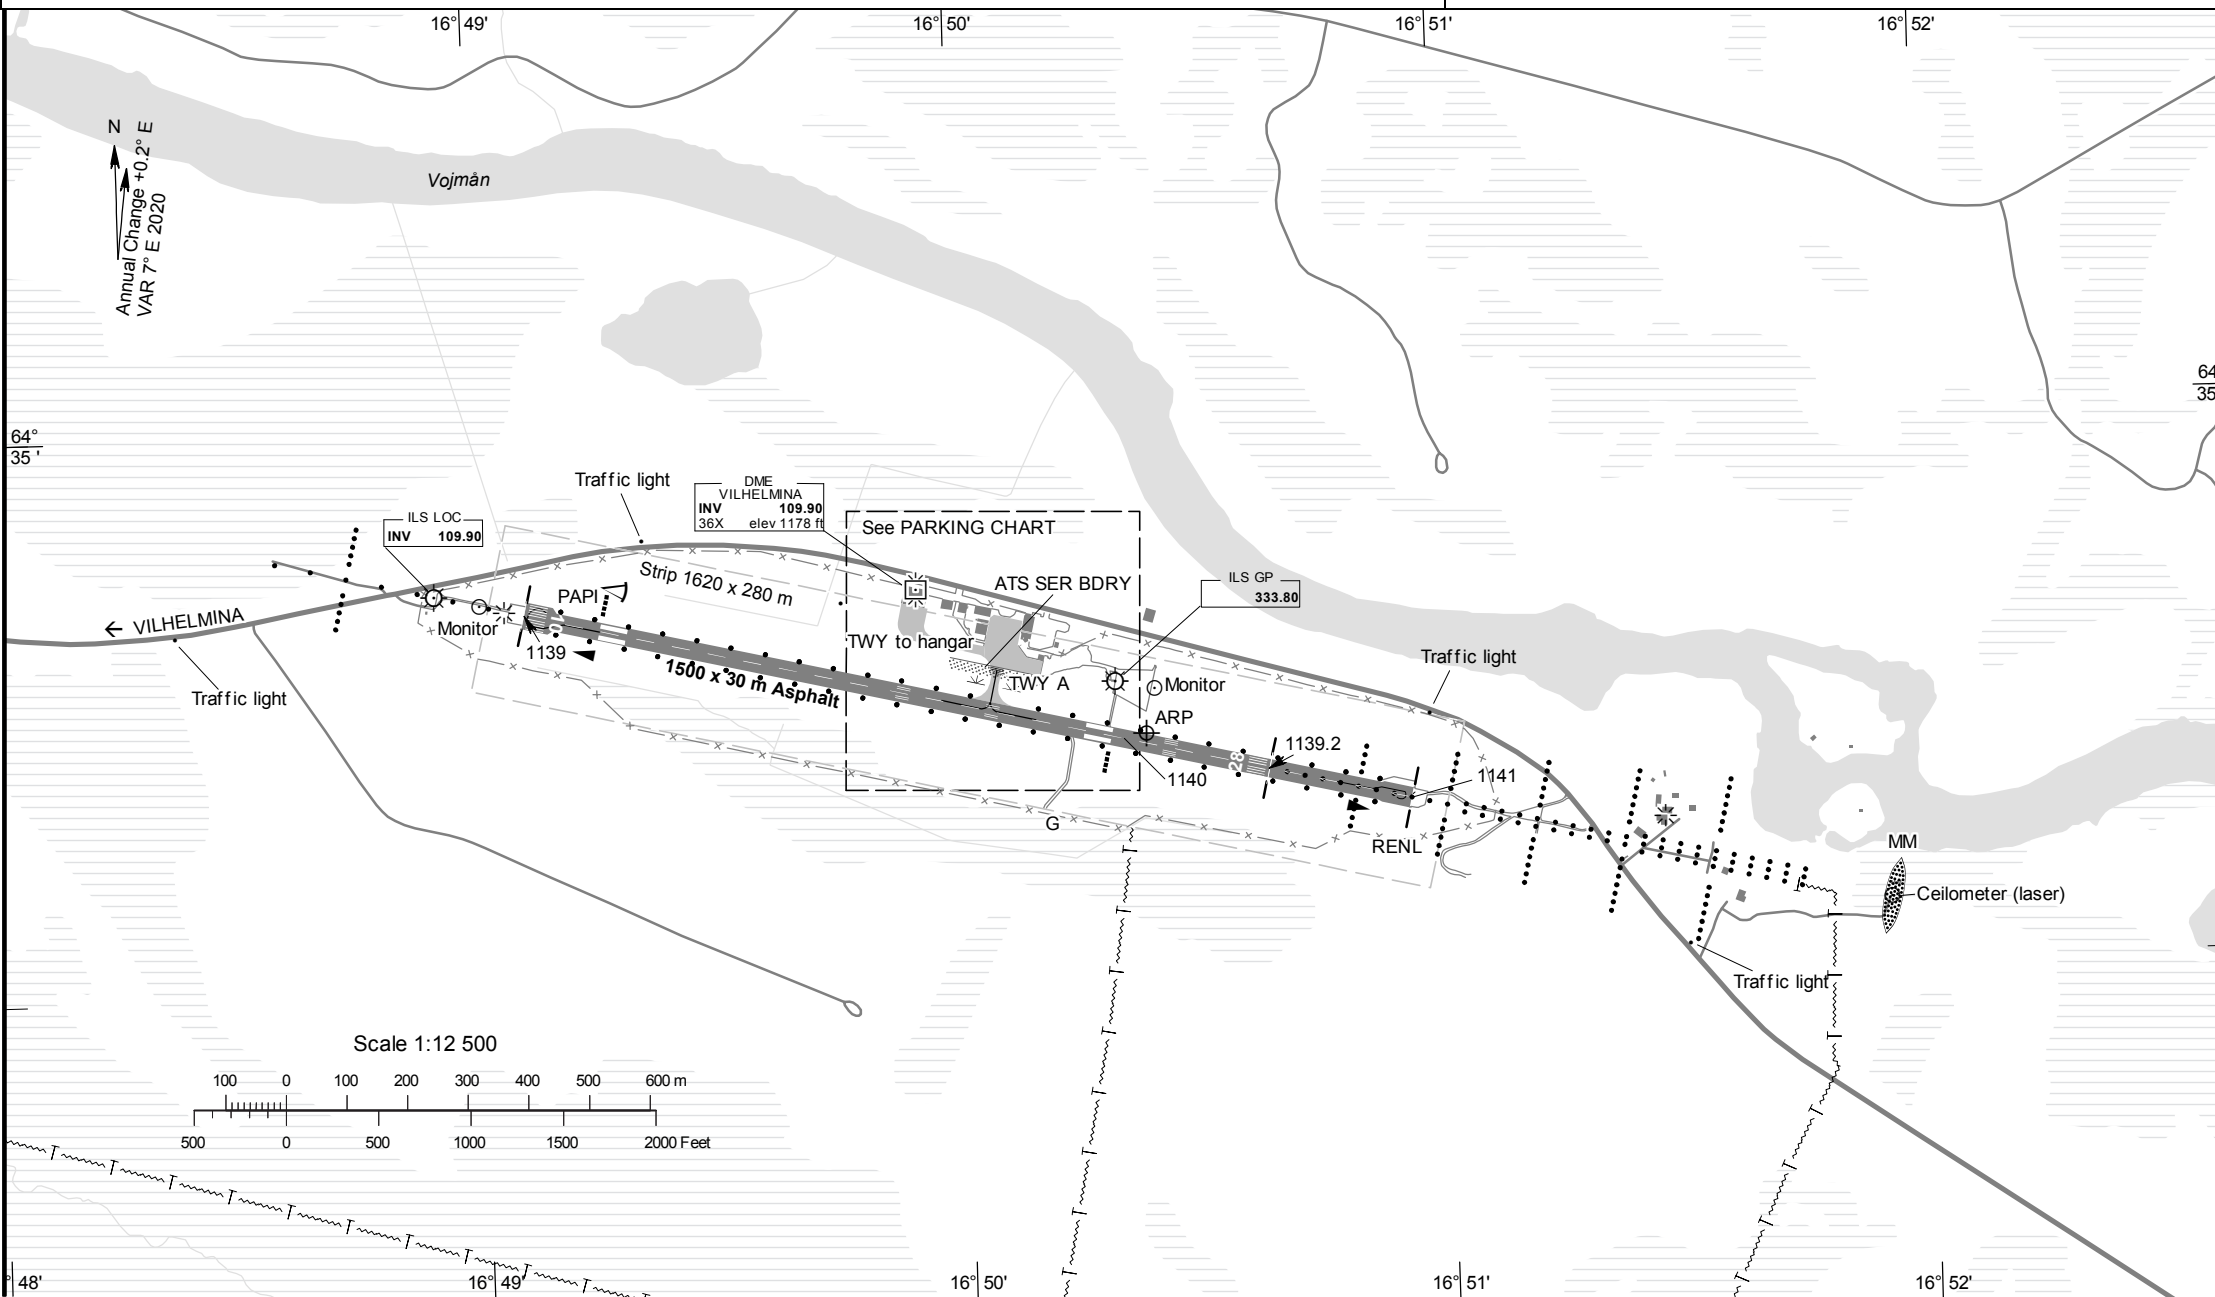 16° 49'
16° 50'
16° 51'
16° 52'
N
Annual Change +0.2° E
VAR 7° E 2020
Vojmån
64
35
64°
35 '
Traffic light
DME
VILHELMINA
INV 109.90
36X elev 1178 ft
ILS LOC
INV 109.90
See PARKING CHART
Strip 1620 x 280 m
ATS SER BDRY
ILS GP
333.80
PAPI
← VILHELMINA
Monitor
1139
TWY to hangar
Traffic light
1500 x 30 m Asphalt
TWY A
Monitor
Traffic light
ARP
28
1139.2
1140
1141
G
RENL
MM
Ceilometer (laser)
Traffic light
Scale 1:12 500
100 0 100 200 300 400 500 600 m
500 0 500 1000 1500 2000 Feet
° 48'
16° 49'
16° 50'
16° 51'
16° 52'